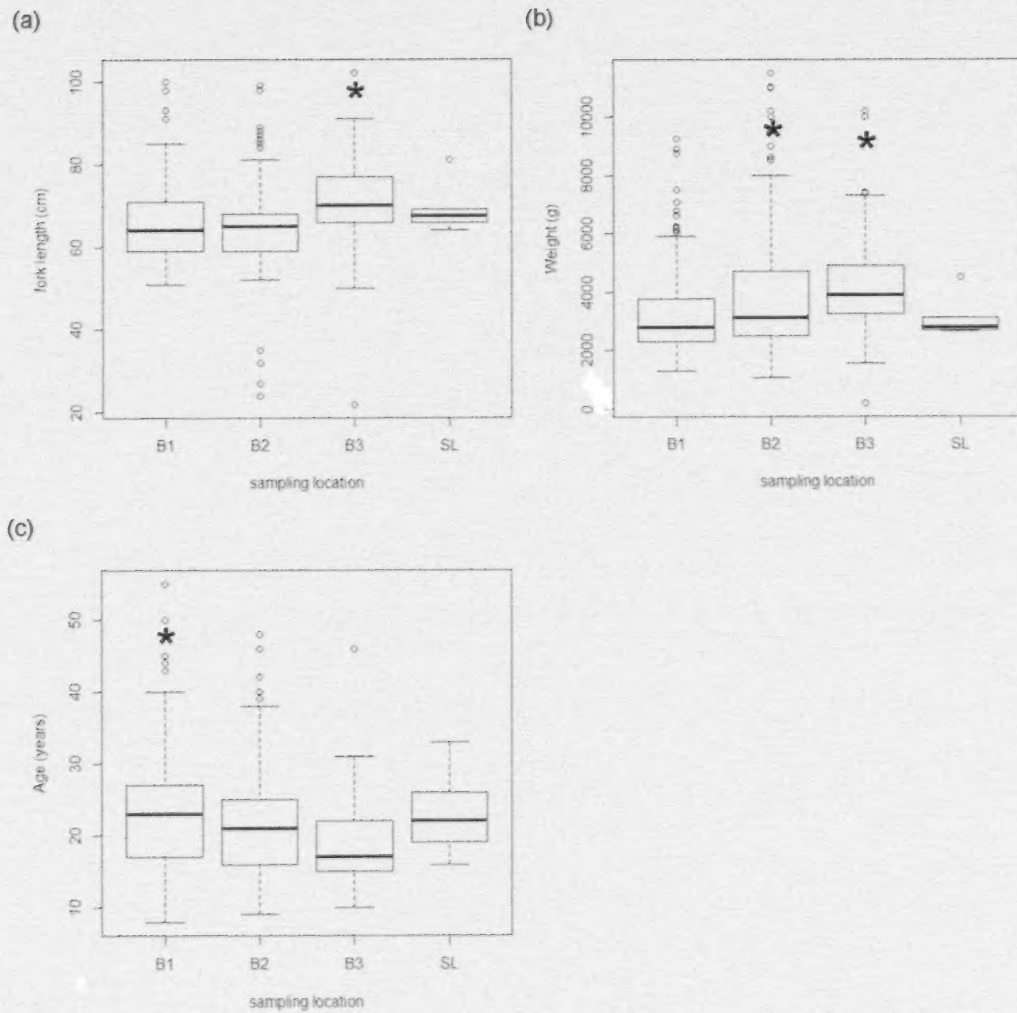 (a)
fork length (cm)
100
80
60
40
20
*
B1 B2 B3 SL
sampling location
(b)
Weight (g)
10000
8000
6000
4000
2000
0
* *
B1 B2 B3 SL
sampling location
(c)
Age (years)
50
40
30
20
10
*
B1 B2 B3 SL
sampling location